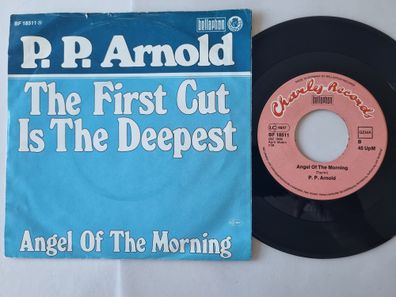 BF 18511
bellaphon
P. P. Arnold
The First Cut
Is The Deepest
Angel Of The Morning
Charly Records
bellaphon
LC
BF 18511
B
45 UpM
Angel Of The Morning
P. P. Arnold